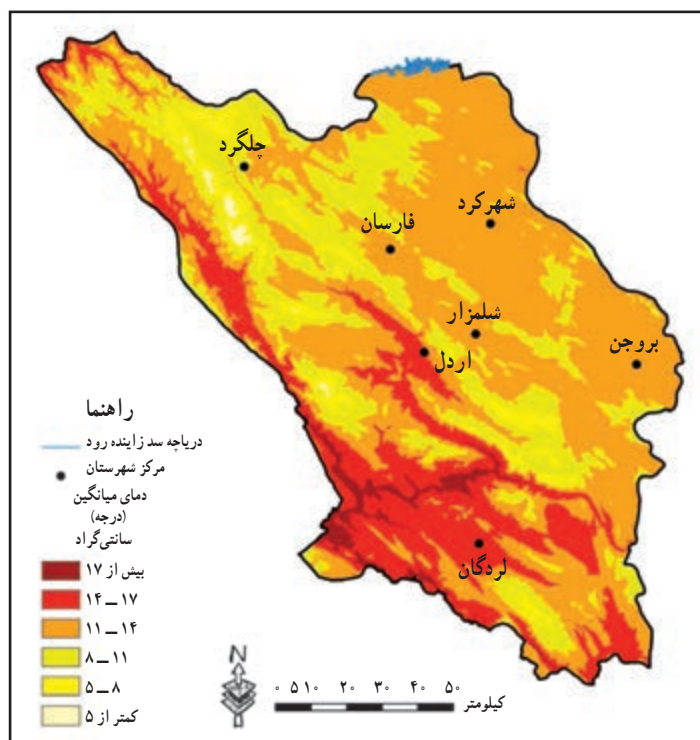 چلگرد
شهرکرد
فارسان
شلمزار
بروجن
اردل
لردگان
راهنما
دریاچه سد زاینده رود
مرکز شهرستان
دمای میانگین
(درجه)
سانتی‌گراد
بیش از ۱۷
۱۴ – ۱۷
۱۱ – ۱۴
۸ – ۱۱
۵ – ۸
کمتر از ۵
N
۰ ۵ ۱۰ ۲۰ ۳۰ ۴۰ ۵۰
کیلومتر